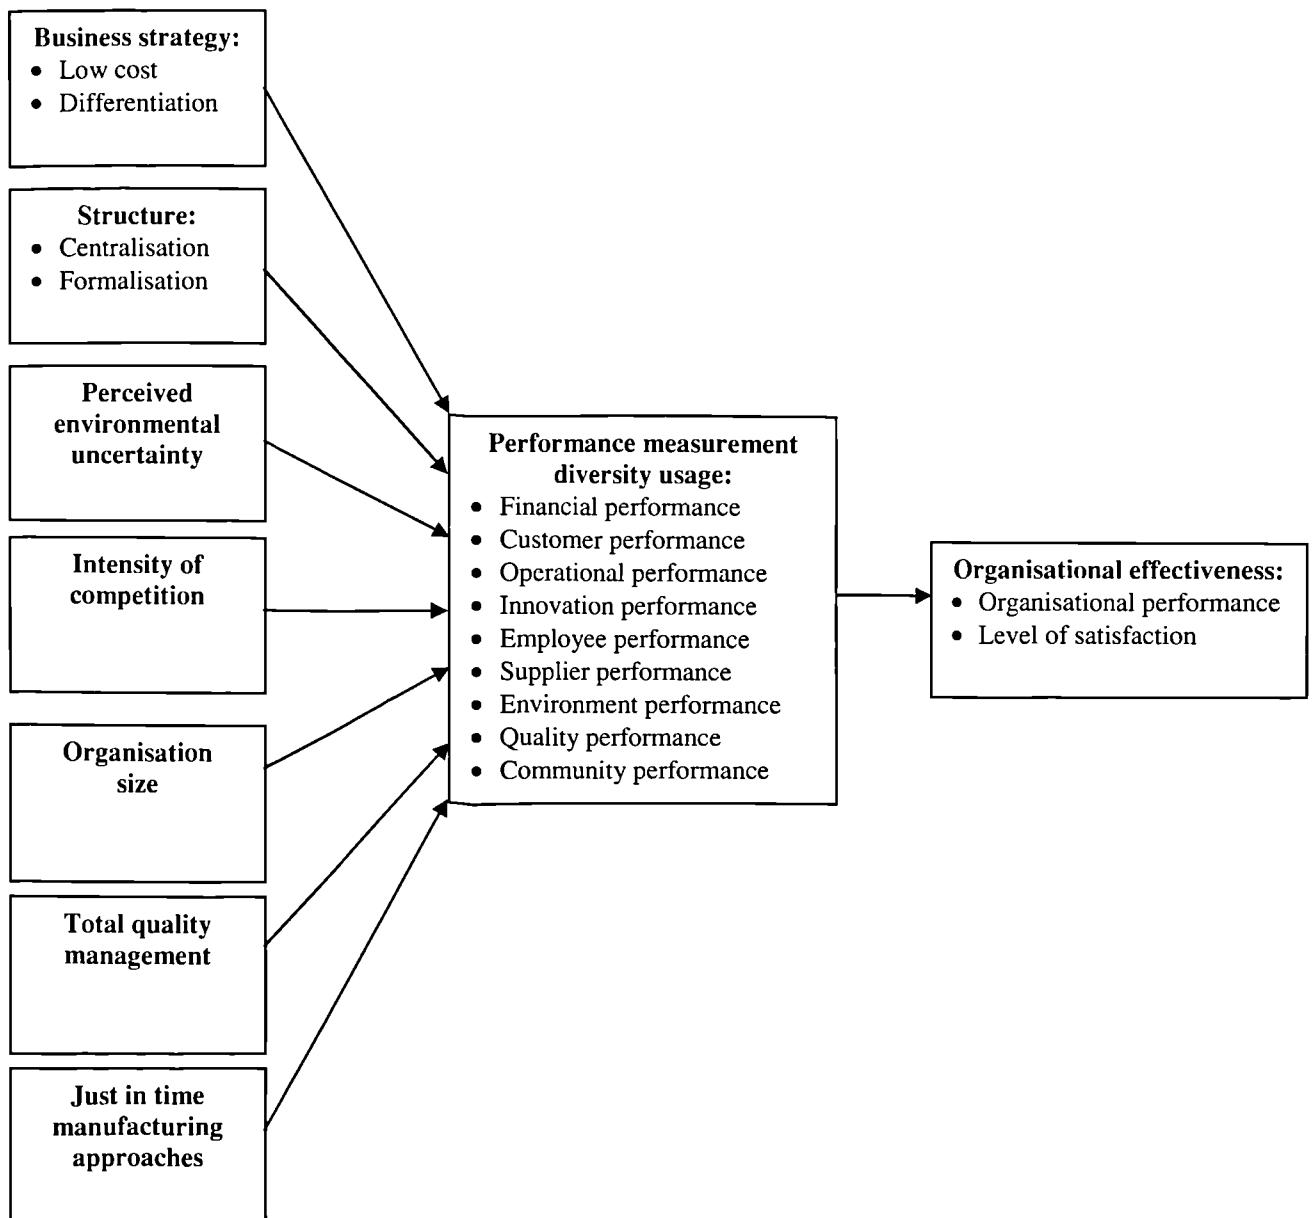 Business strategy:
• Low cost
• Differentiation
Structure:
• Centralisation
• Formalisation
Perceived
environmental
uncertainty
Intensity of
competition
Organisation
size
Total quality
management
Just in time
manufacturing
approaches
Performance measurement
diversity usage:
• Financial performance
• Customer performance
• Operational performance
• Innovation performance
• Employee performance
• Supplier performance
• Environment performance
• Quality performance
• Community performance
Organisational effectiveness:
• Organisational performance
• Level of satisfaction